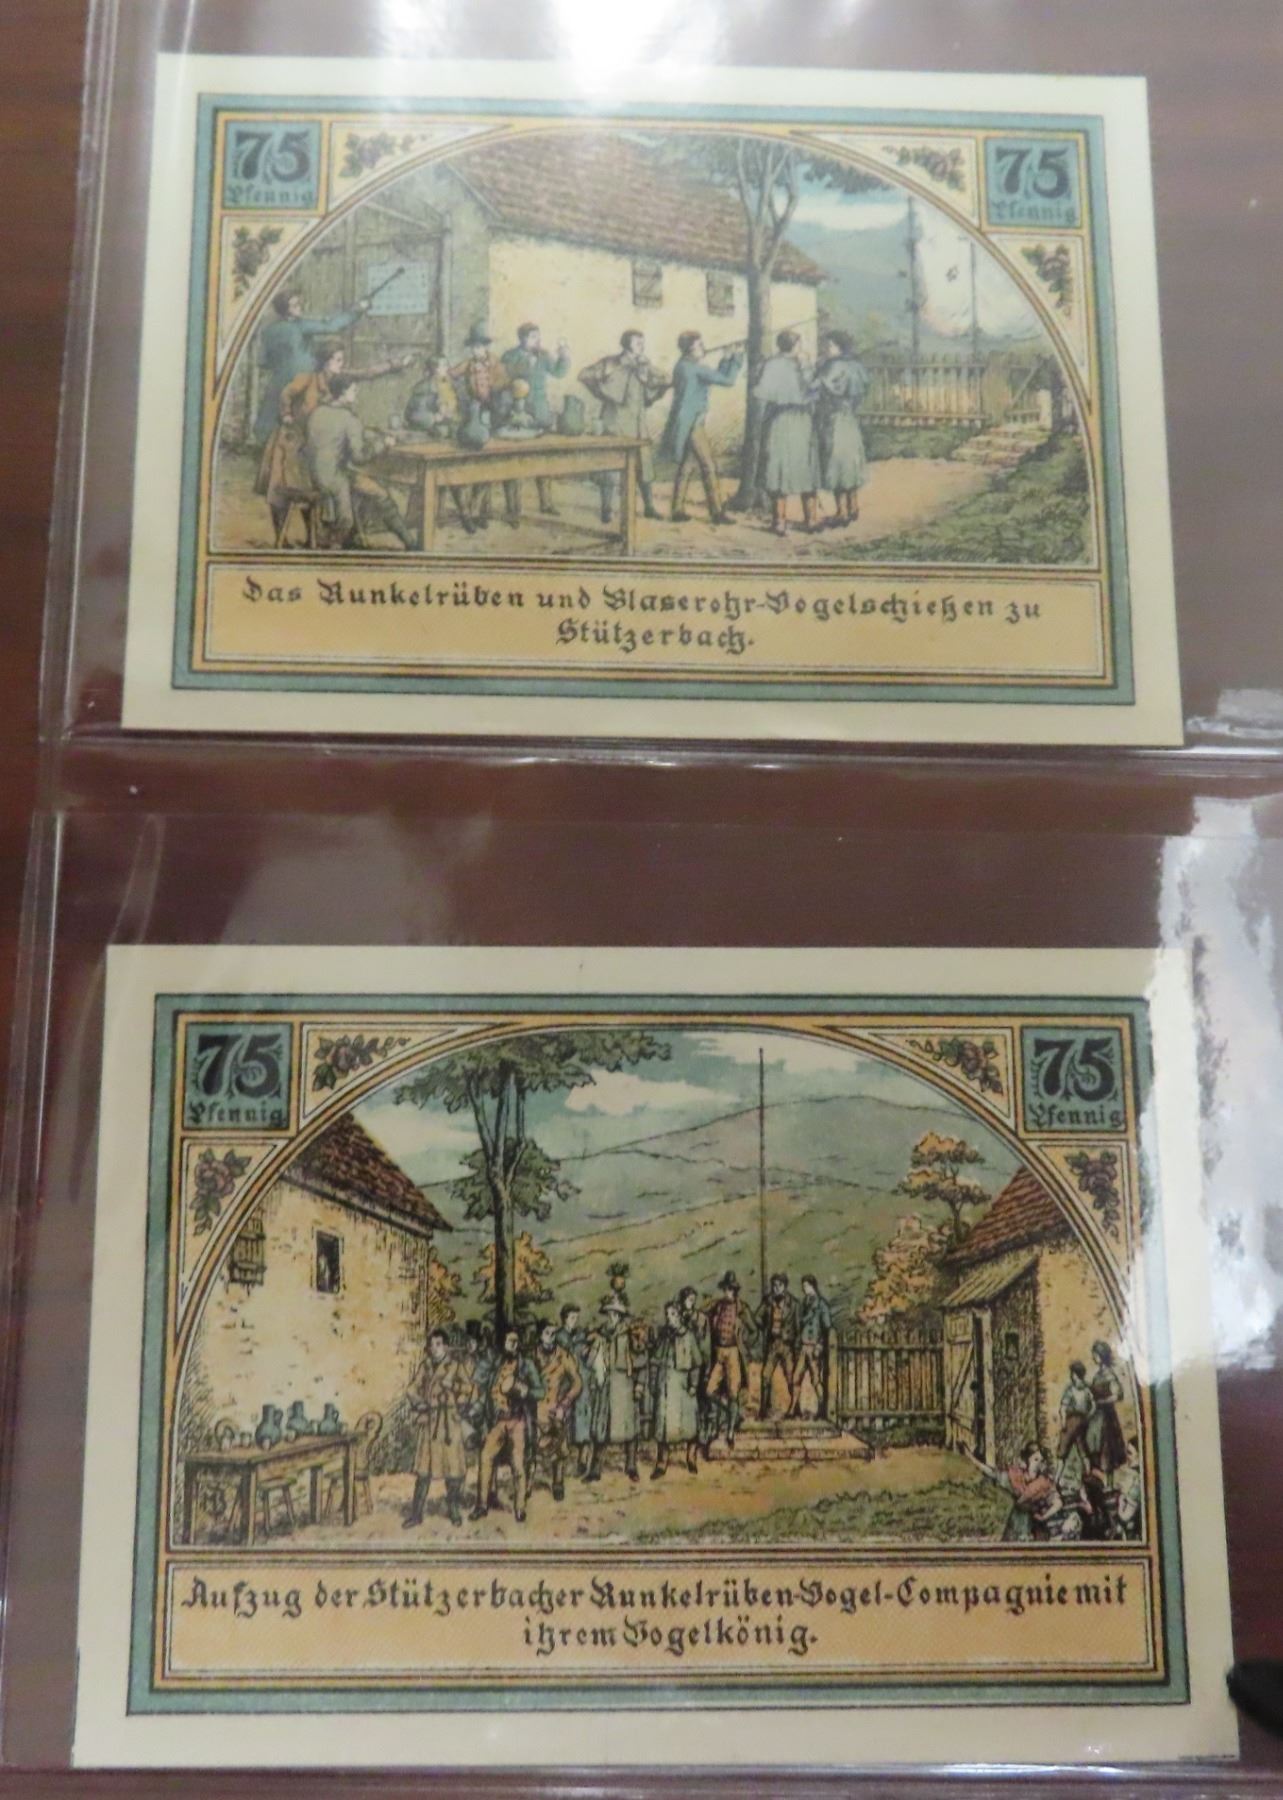 75 75
Pfennig Pfennig
Das Runkelrüben und Blaserohr-Vogelschießen zu
Stützerbach.
75 75
Pfennig Pfennig
Aufzug der Stützerbacher Runkelrüben-Vogel-Compagnie mit
ihrem Vogelkönig.